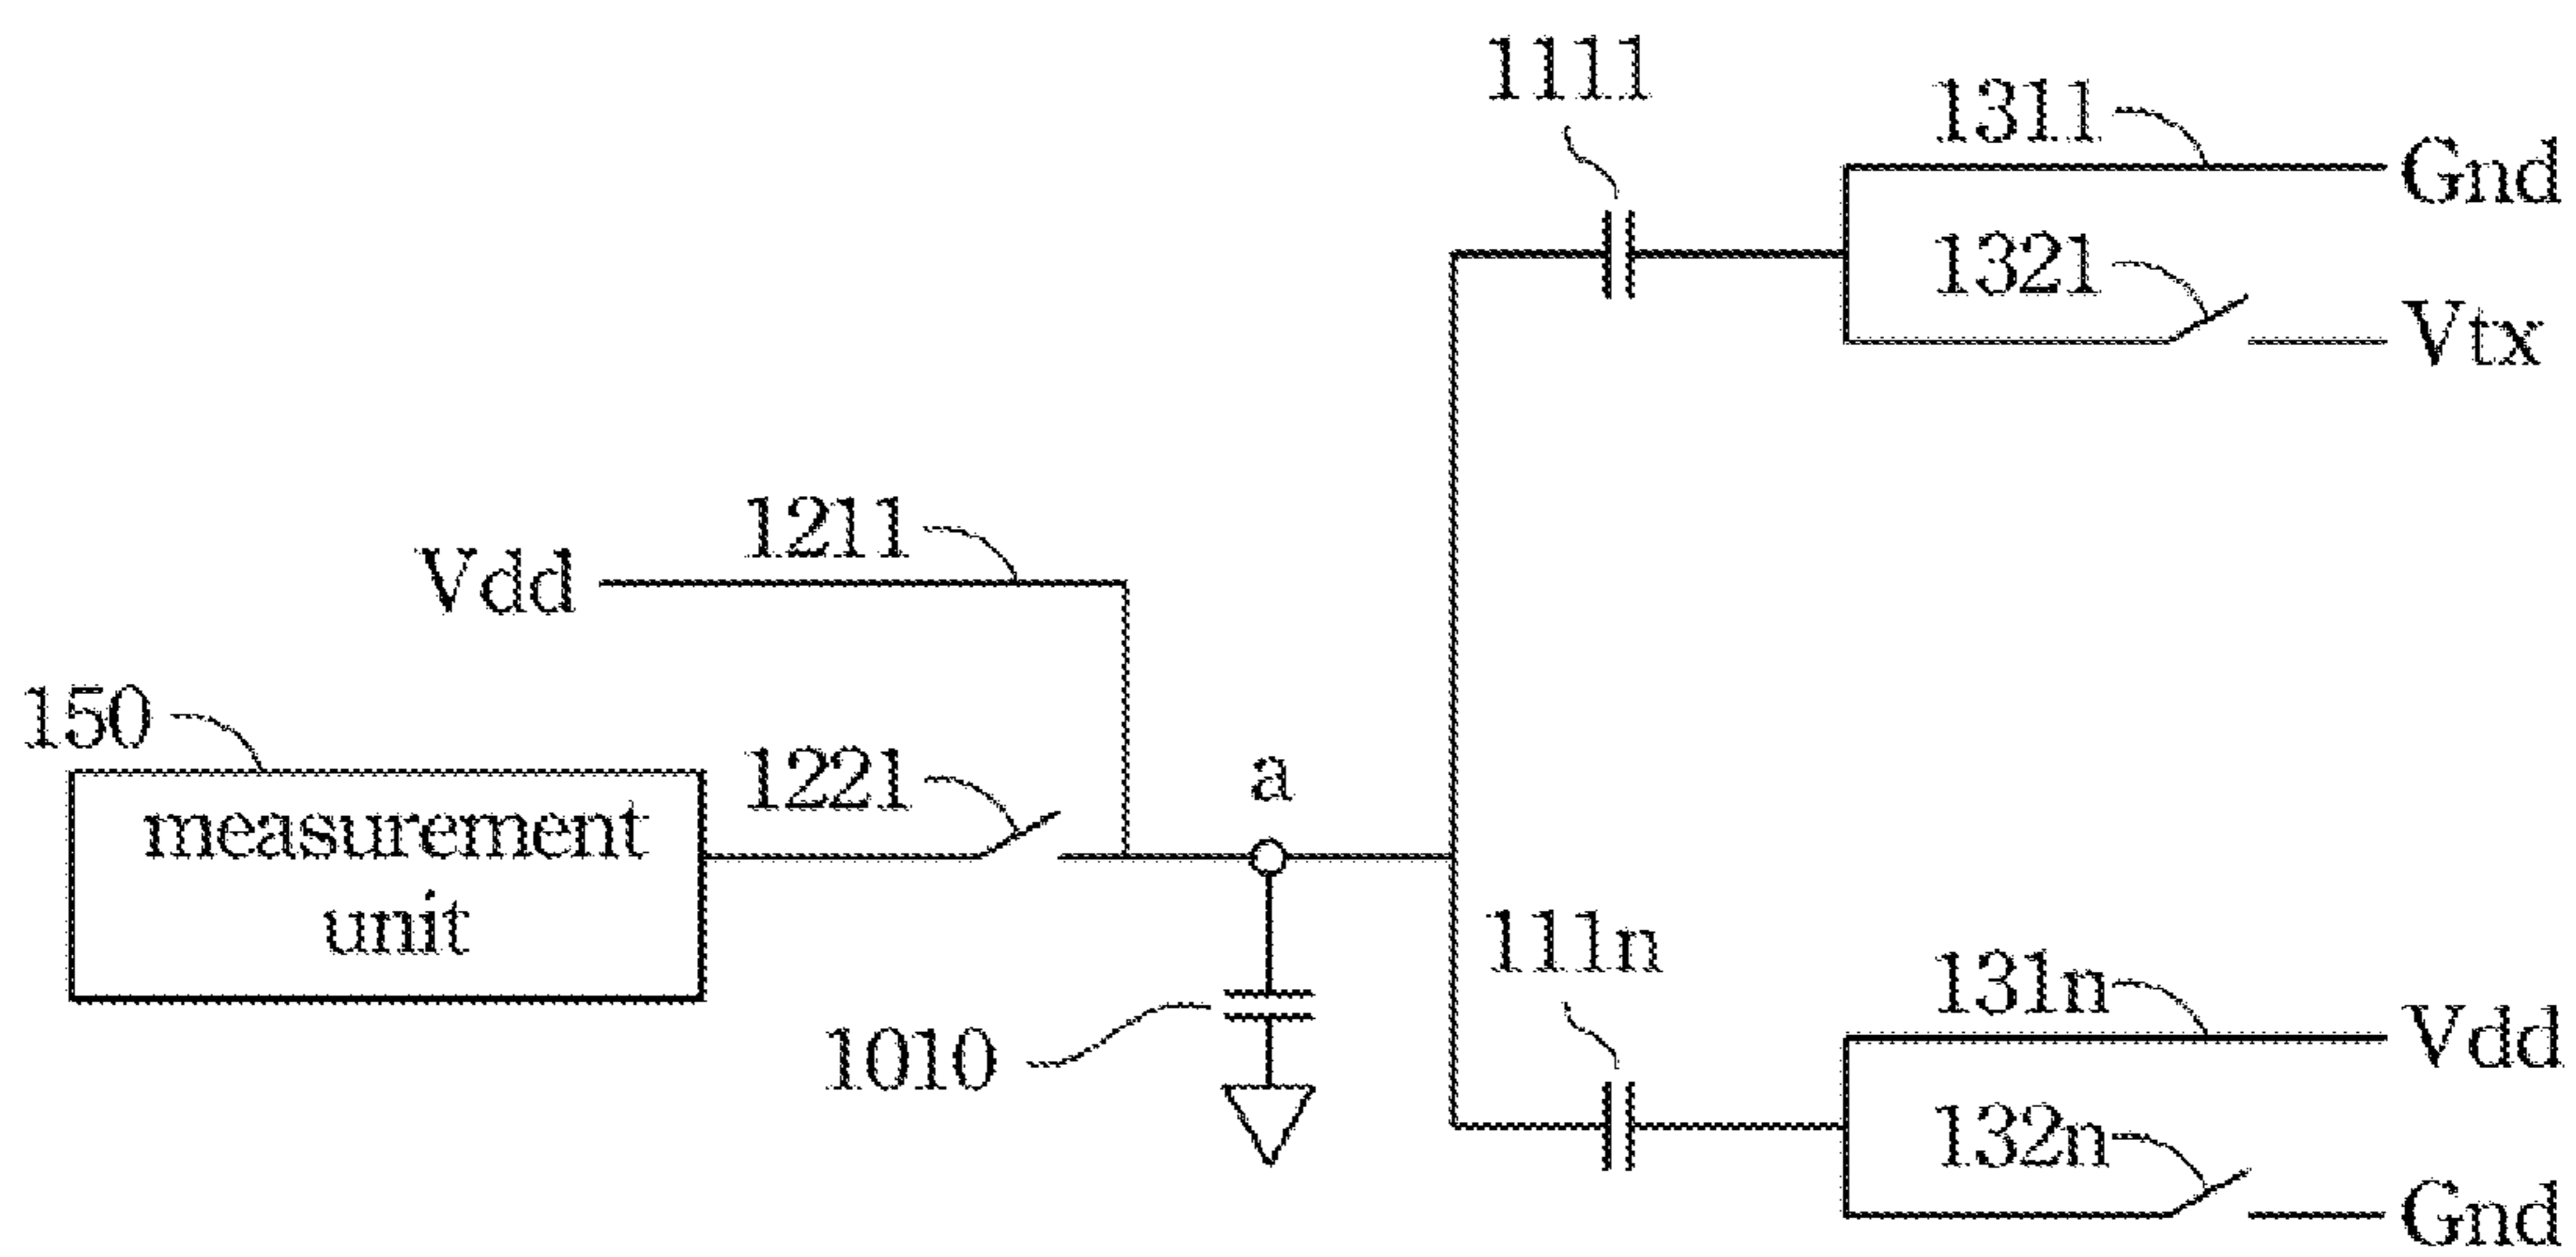 1111
1311
Gnd
1321
Vtx
1211
Vdd
150
1221
a
measurement
unit
111n
131n
Vdd
1010
132n
Gnd